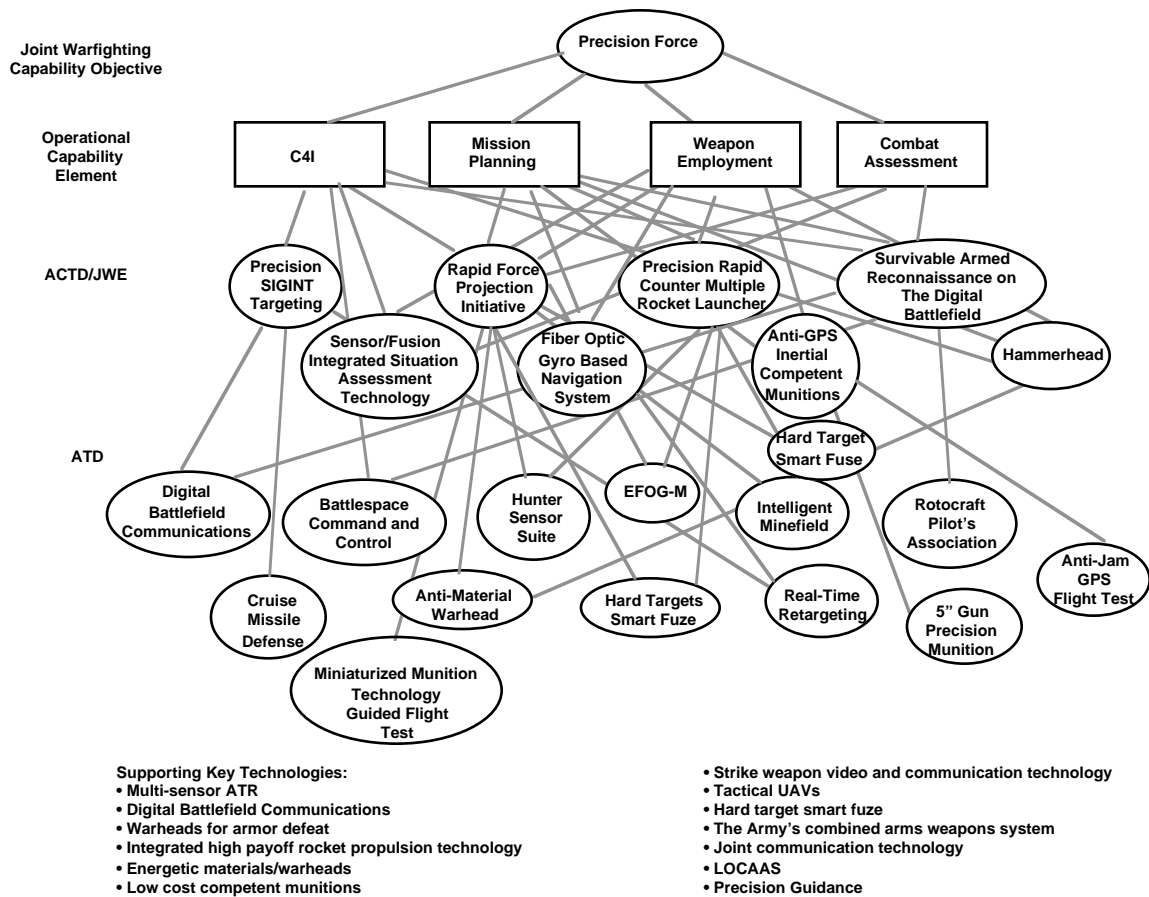 Joint Warfighting
Capability Objective
Precision Force
Operational
Capability
Element
C4I
Mission
Planning
Weapon
Employment
Combat
Assessment
ACTD/JWE
Precision
SIGINT
Targeting
Rapid Force
Projection
Initiative
Precision Rapid
Counter Multiple
Rocket Launcher
Survivable Armed
Reconnaissance on
The Digital
Battlefield
Sensor/Fusion
Integrated Situation
Assessment
Technology
Fiber Optic
Gyro Based
Navigation
System
Anti-GPS
Inertial
Competent
Munitions
Hammerhead
ATD
Hard Target
Smart Fuse
Digital
Battlefield
Communications
Battlespace
Command and
Control
Hunter
Sensor
Suite
EFOG-M
Intelligent
Minefield
Rotocraft
Pilot’s
Association
Anti-Jam
GPS
Flight Test
Cruise
Missile
Defense
Anti-Material
Warhead
Hard Targets
Smart Fuze
Real-Time
Retargeting
5” Gun
Precision
Munition
Miniaturized Munition
Technology
Guided Flight
Test
Supporting Key Technologies:
• Multi-sensor ATR
• Digital Battlefield Communications
• Warheads for armor defeat
• Integrated high payoff rocket propulsion technology
• Energetic materials/warheads
• Low cost competent munitions
• Strike weapon video and communication technology
• Tactical UAVs
• Hard target smart fuze
• The Army’s combined arms weapons system
• Joint communication technology
• LOCAAS
• Precision Guidance